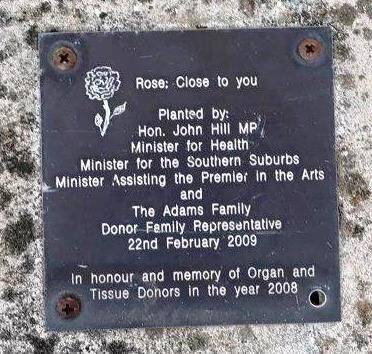 Rose: Close to you
Planted by:
Hon. John Hill MP
Minister for Health
Minister for the Southern Suburbs
Minister Assisting the Premier in the Arts
and
The Adams Family
Donor Family Representative
22nd February 2009
In honour and memory of Organ and
Tissue Donors in the year 2008